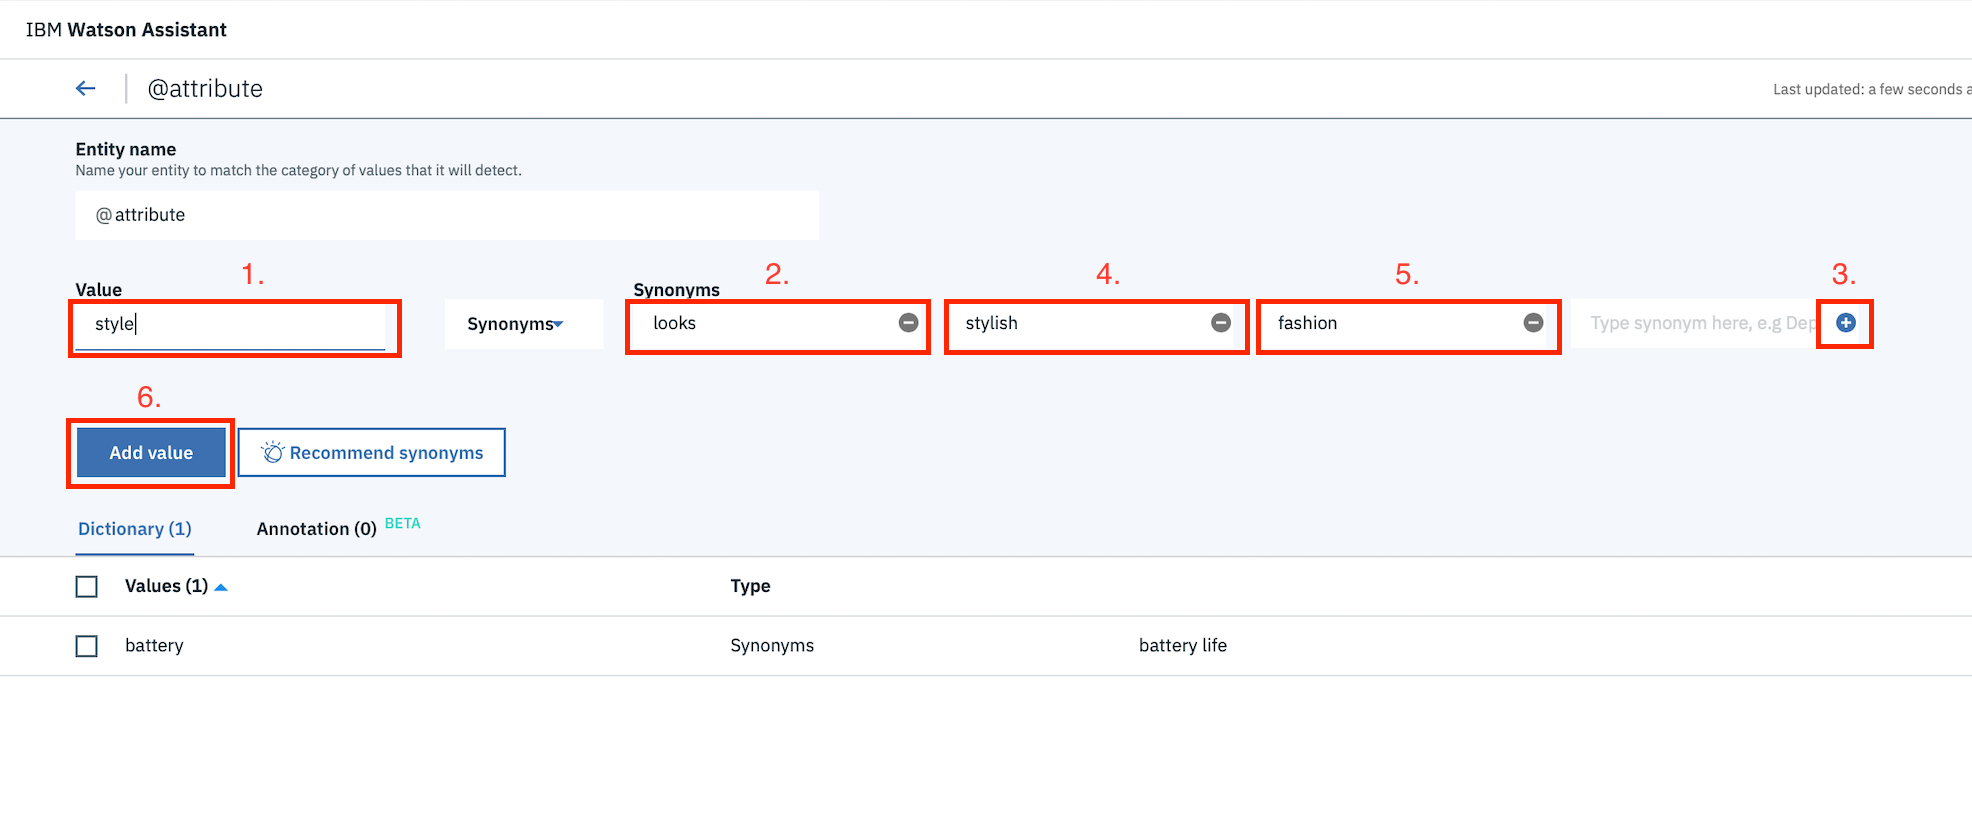 IBM Watson Assistant
@attribute
Last updated: a few seconds a
Entity name
Name your entity to match the category of values that it will detect.
@attribute
1.
2.
4.
5.
3.
Value
Synonyms
style
Synonyms
looks
stylish
fashion
Type synonym here, e.g Dep
6.
Add value
Recommend synonyms
Dictionary (1)
Annotation (0) BETA
Values (1)
Type
battery
Synonyms
battery life